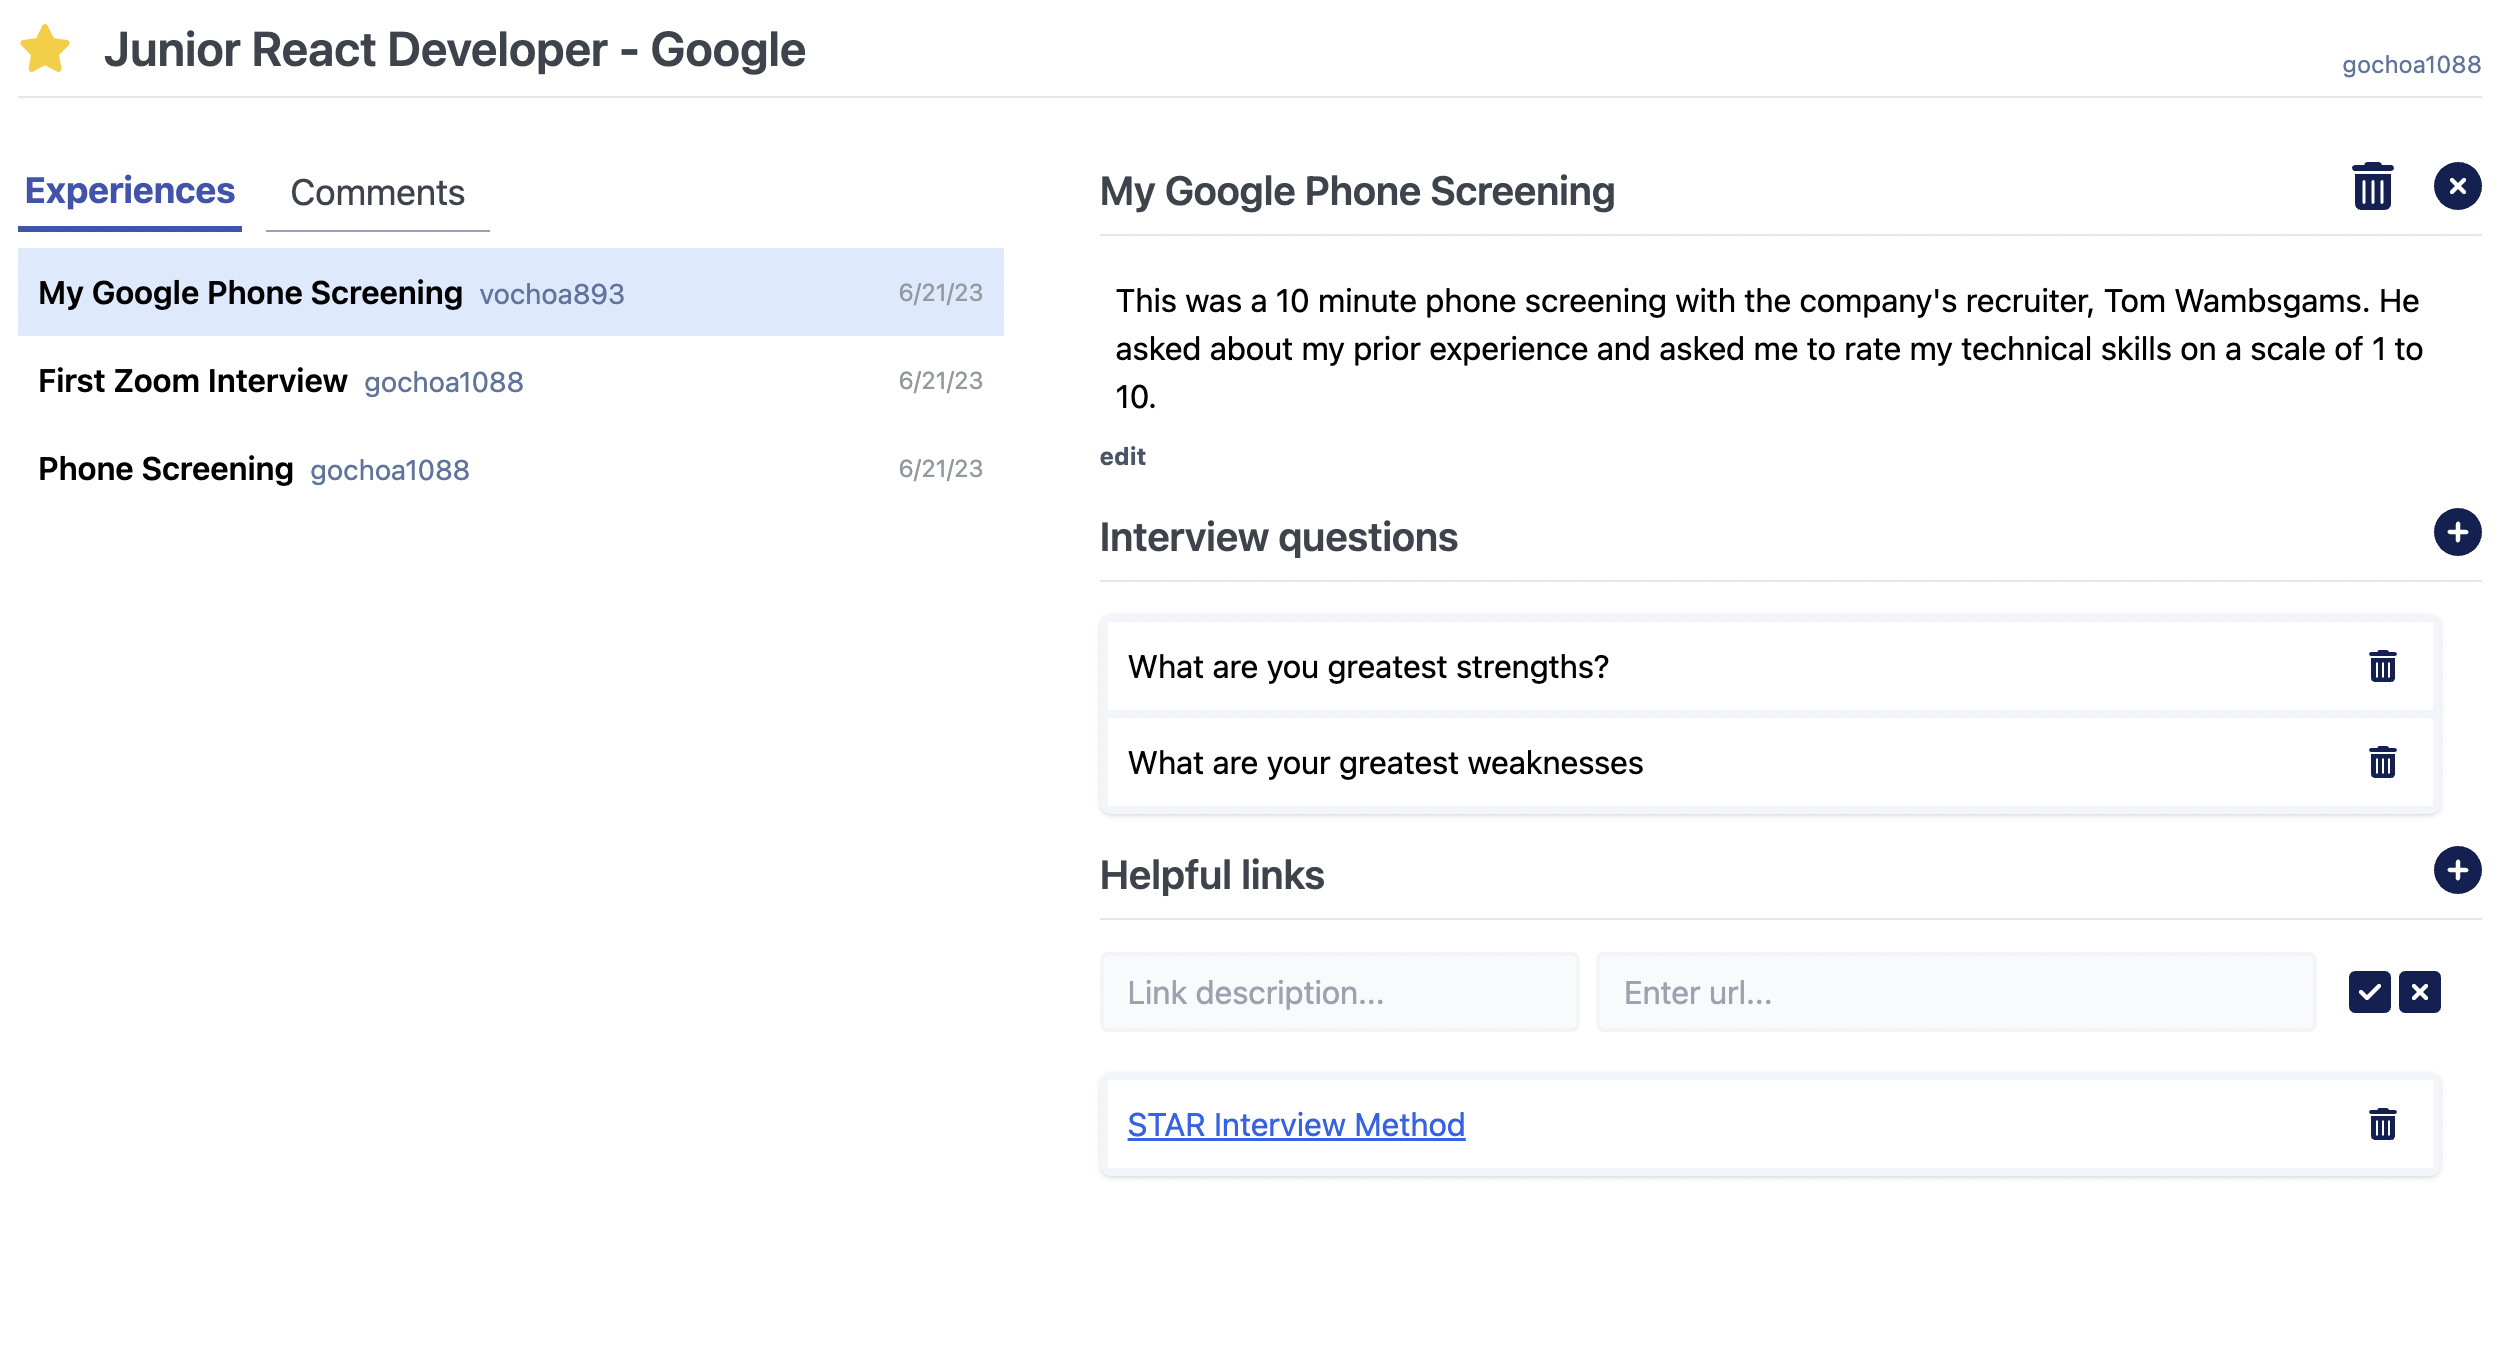 Junior React Developer - Google
gochoa1088
Experiences
Comments
My Google Phone Screening vochoa893 6/21/23
First Zoom Interview gochoa1088 6/21/23
Phone Screening gochoa1088 6/21/23
My Google Phone Screening
This was a 10 minute phone screening with the company's recruiter, Tom Wambsgams. He
asked about my prior experience and asked me to rate my technical skills on a scale of 1 to
10.
edit
Interview questions
What are you greatest strengths?
What are your greatest weaknesses
Helpful links
Link description...
Enter url...
STAR Interview Method